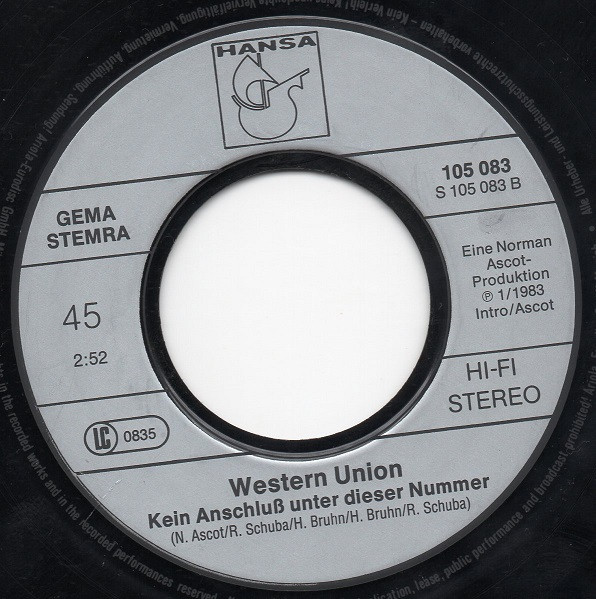 HANSA
105 083
S 105 083 B
GEMA
STEMRA
Eine Norman
Ascot-
Produktion
℗ 1/1983
Intro/Ascot
45
2:52
HI-FI
STEREO
LC 0835
Western Union
Kein Anschluß unter dieser Nummer
(N. Ascot/R. Schuba/H. Bruhn/H. Bruhn/R. Schuba)